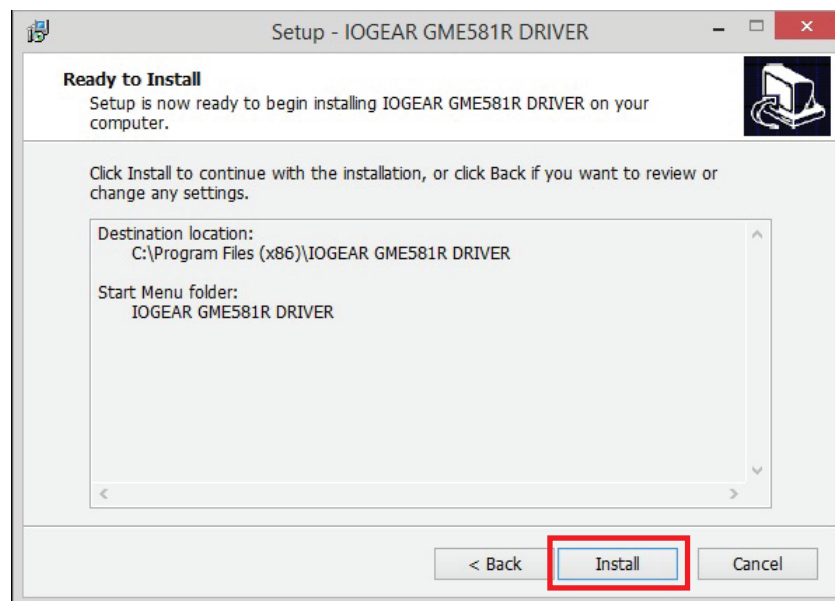 Setup - IOGEAR GME581R DRIVER
Ready to Install
Setup is now ready to begin installing IOGEAR GME581R DRIVER on your
computer.
Click Install to continue with the installation, or click Back if you want to review or
change any settings.
Destination location:
C:\Program Files (x86)\IOGEAR GME581R DRIVER
Start Menu folder:
IOGEAR GME581R DRIVER
< Back
Install
Cancel